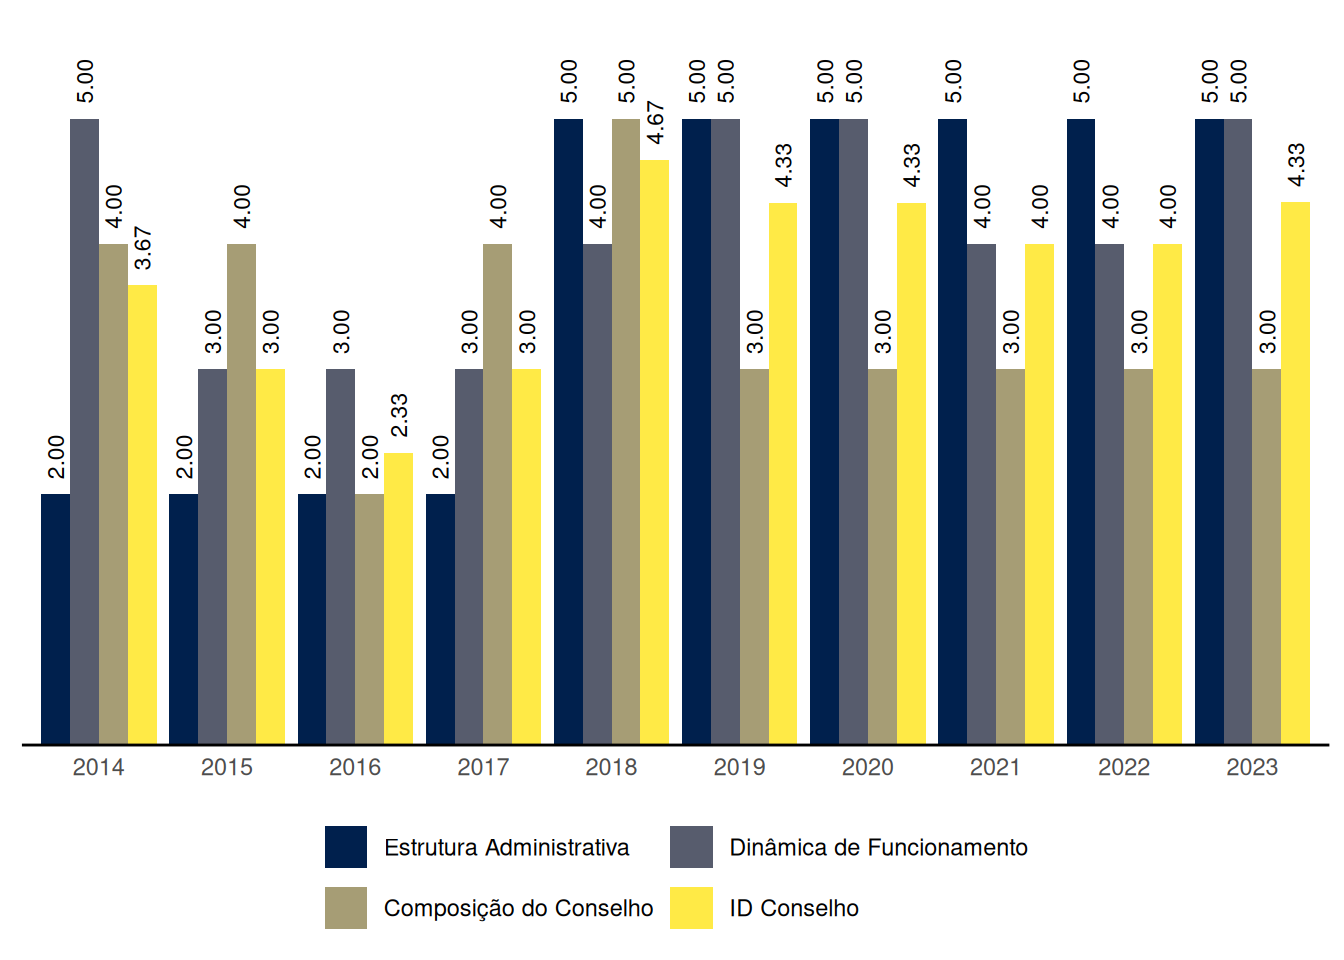 2.00 5.00 4.00 3.67 2.00 3.00 4.00 3.00 2.00 3.00 2.00 2.33 2.00 3.00 4.00 3.00 5.00 4.00 5.00 4.67 5.00 5.00 3.00 4.33 5.00 5.00 3.00 4.33 5.00 4.00 3.00 4.00 5.00 4.00 3.00 4.00 5.00 5.00 3.00 4.33
2014 2015 2016 2017 2018 2019 2020 2021 2022 2023
Estrutura Administrativa Dinâmica de Funcionamento
Composição do Conselho ID Conselho